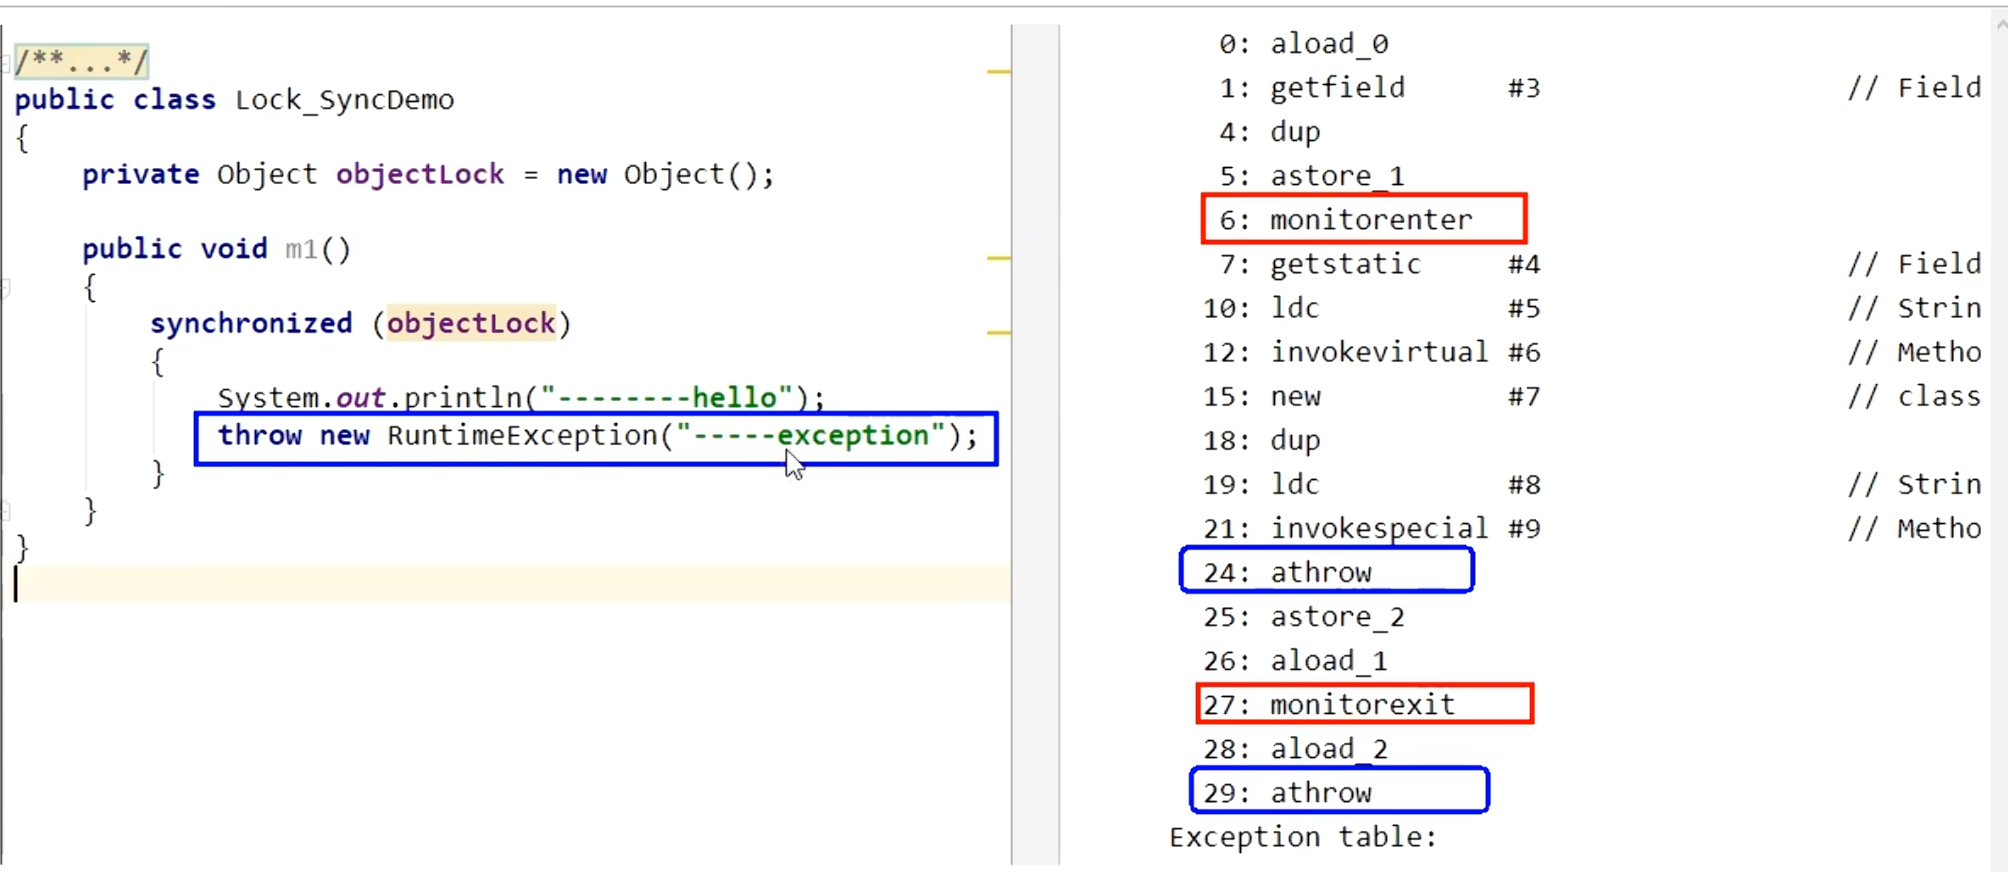 /**...*/
public class Lock_SyncDemo
{
private Object objectLock = new Object();
public void m1()
{
synchronized (objectLock)
{
System.out.println("--------hello");
throw new RuntimeException("-----exception");
}
}
}
0: aload_0
1: getfield #3 // Field
4: dup
5: astore_1
6: monitorenter
7: getstatic #4 // Field
10: ldc #5 // Strin
12: invokevirtual #6 // Metho
15: new #7 // class
18: dup
19: ldc #8 // Strin
21: invokespecial #9 // Metho
24: athrow
25: astore_2
26: aload_1
27: monitorexit
28: aload_2
29: athrow
Exception table: